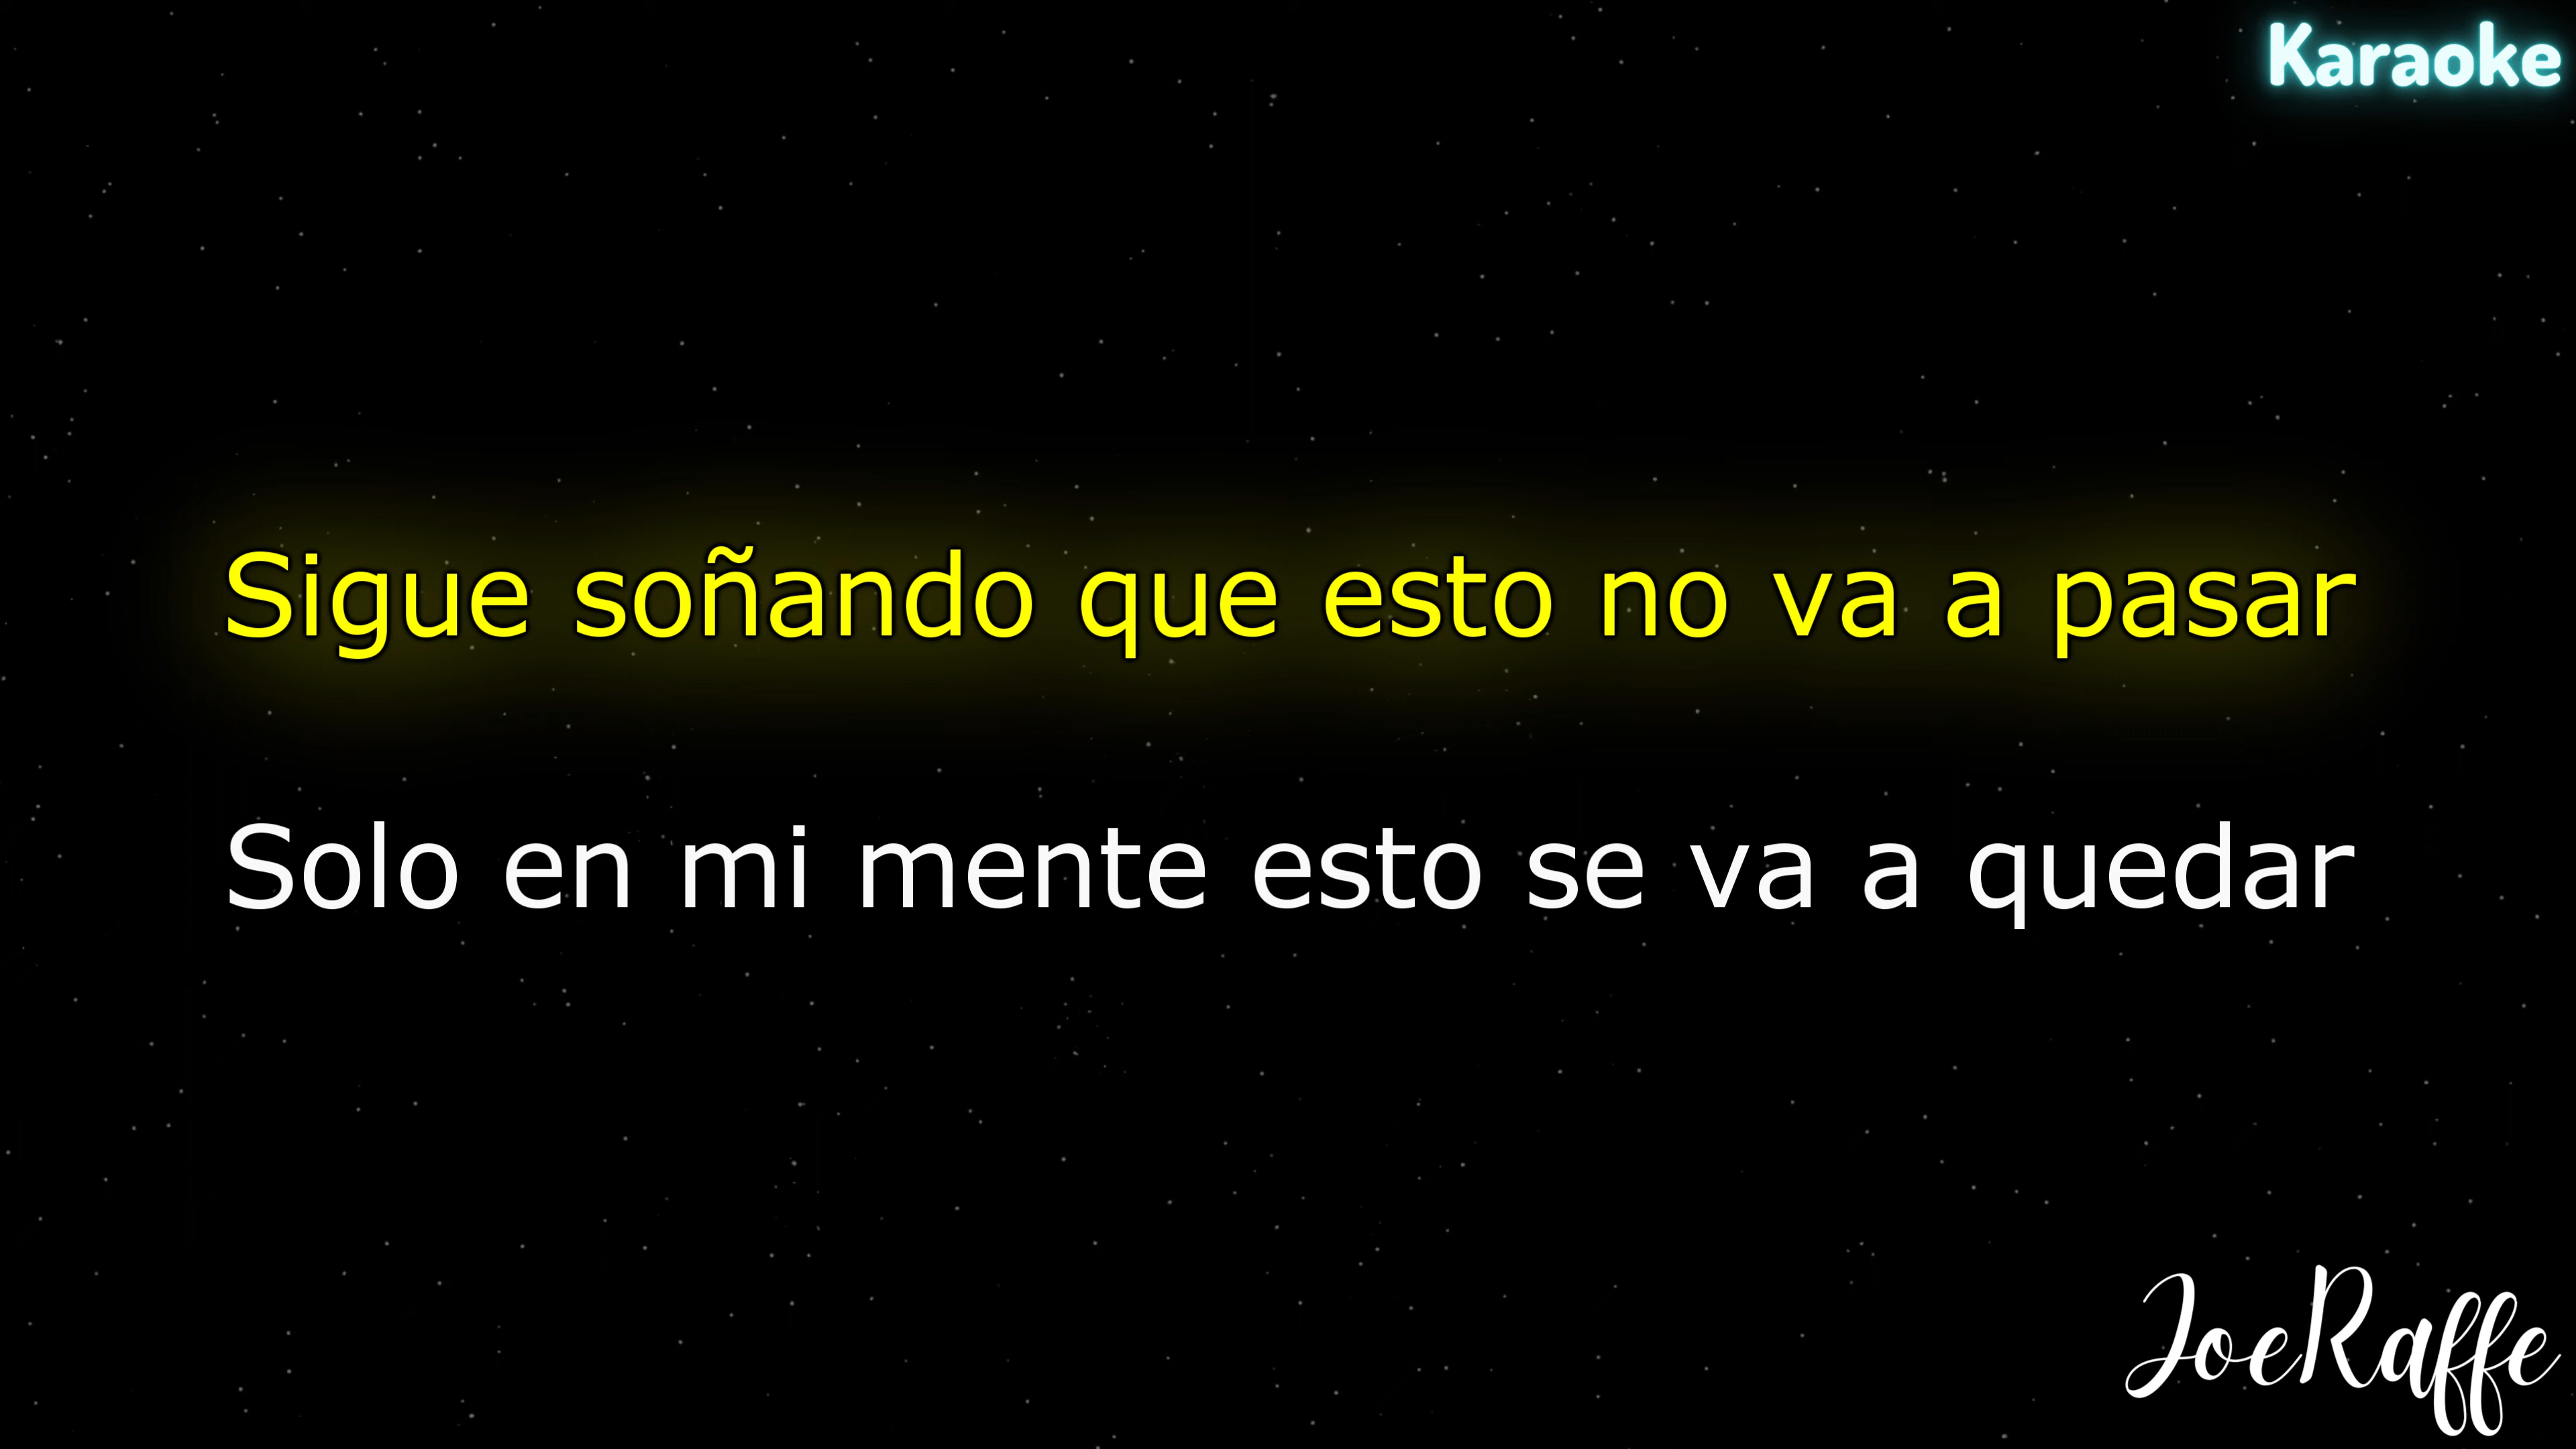 Karaoke
Sigue soñando que esto no va a pasar
Solo en mi mente esto se va a quedar
JoeRaffe